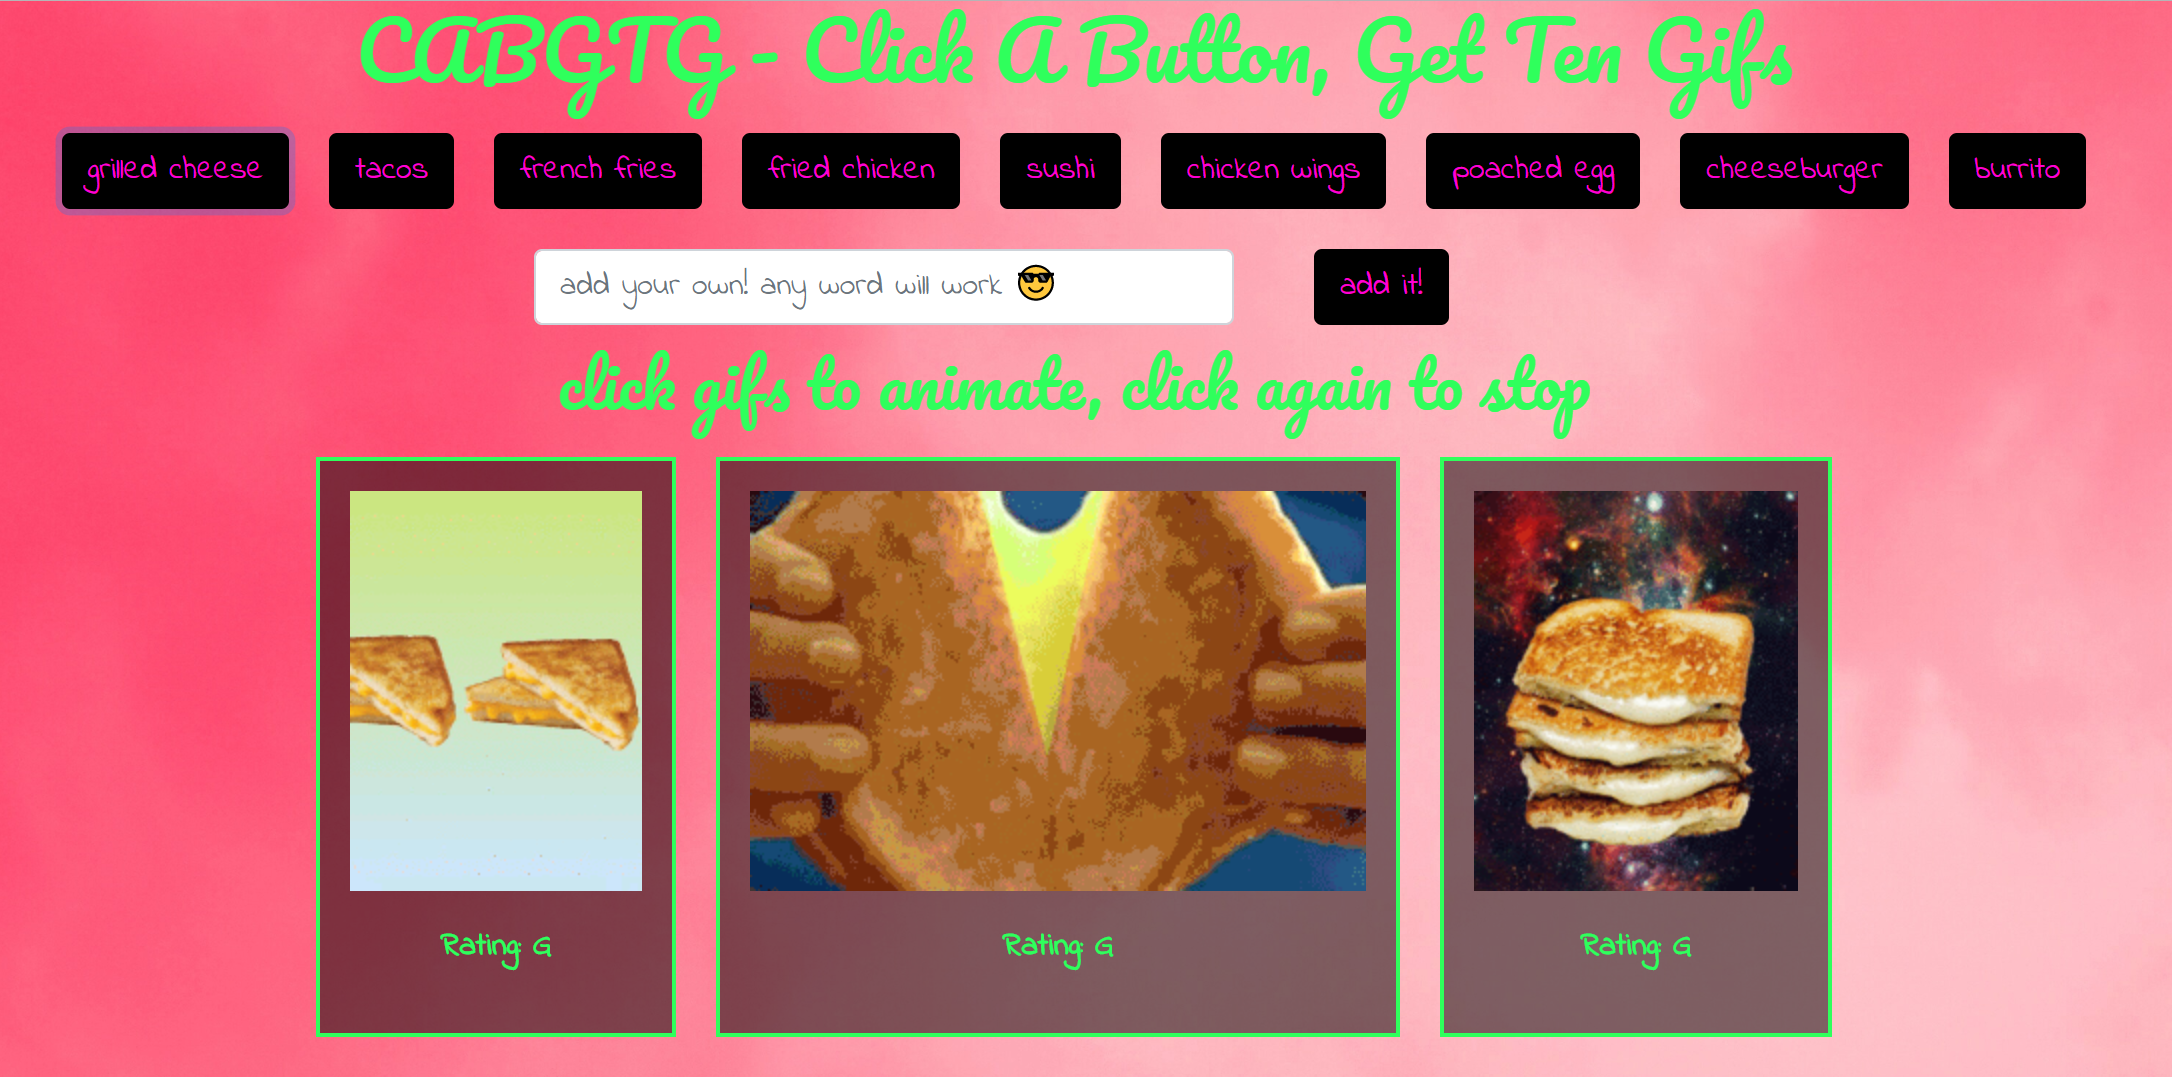 CABGTG - Click A Button, Get Ten Gifs
grilled cheese tacos french fries fried chicken sushi chicken wings poached egg cheeseburger burrito
add your own! any word will work 😎 add it!
click gifs to animate, click again to stop
Rating: G Rating: G Rating: G